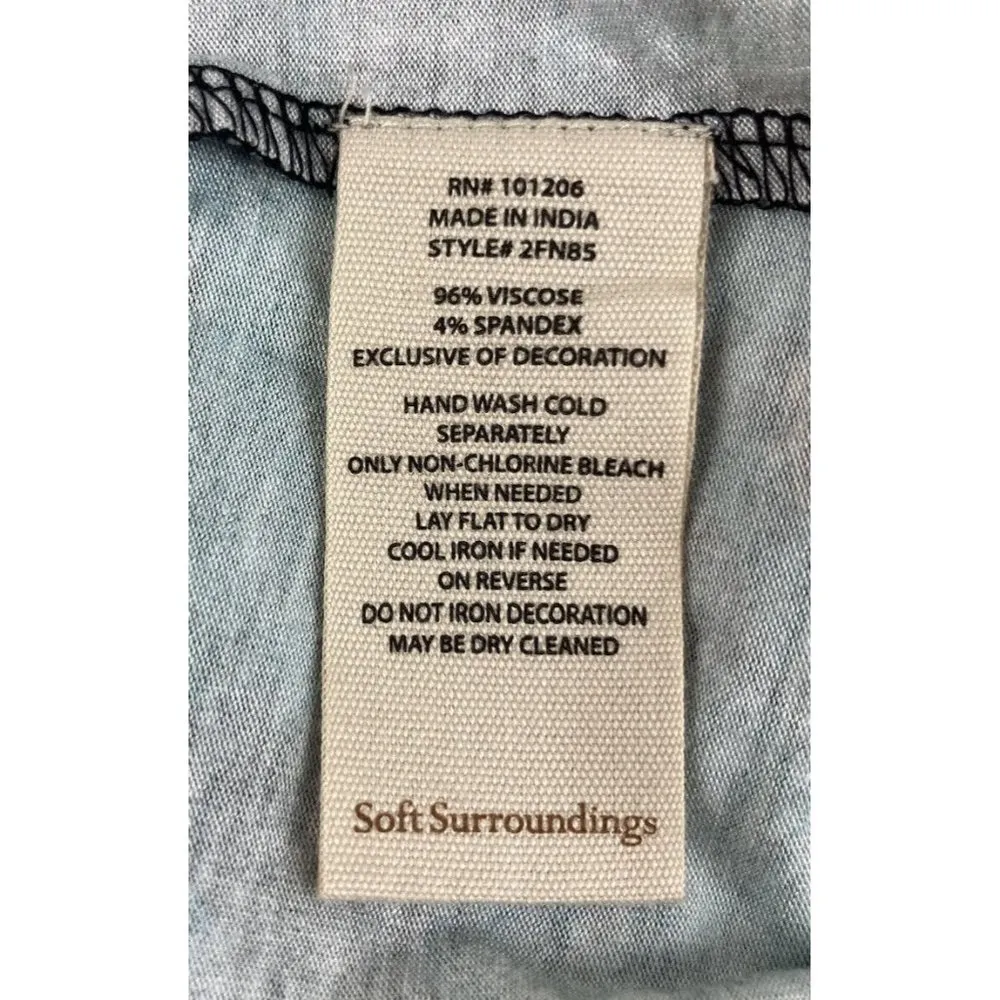 RN# 101206
MADE IN INDIA
STYLE# 2FN85
96% VISCOSE
4% SPANDEX
EXCLUSIVE OF DECORATION
HAND WASH COLD
SEPARATELY
ONLY NON-CHLORINE BLEACH
WHEN NEEDED
LAY FLAT TO DRY
COOL IRON IF NEEDED
ON REVERSE
DO NOT IRON DECORATION
MAY BE DRY CLEANED
Soft Surroundings